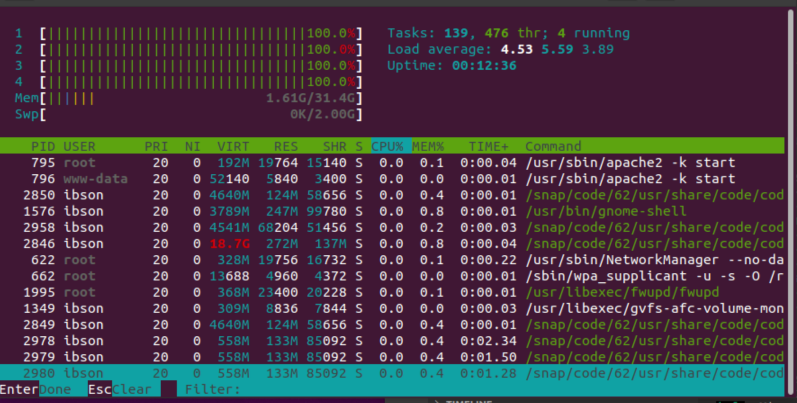 1 [||||||||||||||||||||||||||||||||100.0%] Tasks: 139, 476 thr; 4 running
2 [||||||||||||||||||||||||||||||||100.0%] Load average: 4.53 5.59 3.89
3 [||||||||||||||||||||||||||||||||100.0%] Uptime: 00:12:36
4 [||||||||||||||||||||||||||||||||100.0%]
Mem[|||||| 1.61G/31.4G]
Swp[ 0K/2.00G]
PID USER PRI NI VIRT RES SHR S CPU% MEM% TIME+ Command
795 root 20 0 192M 19764 15140 S 0.0 0.1 0:00.04 /usr/sbin/apache2 -k start
796 www-data 20 0 52140 5840 3400 S 0.0 0.0 0:00.01 /usr/sbin/apache2 -k start
2850 ibson 20 0 4640M 124M 58656 S 0.0 0.4 0:00.01 /snap/code/62/usr/share/code/cod
1576 ibson 20 0 3789M 247M 99780 S 0.0 0.8 0:00.01 /usr/bin/gnome-shell
2958 ibson 20 0 4541M 68204 51456 S 0.0 0.2 0:00.03 /snap/code/62/usr/share/code/cod
2846 ibson 20 0 18.7G 272M 137M S 0.0 0.8 0:00.04 /snap/code/62/usr/share/code/cod
622 root 20 0 328M 19756 16732 S 0.0 0.1 0:00.22 /usr/sbin/NetworkManager --no-da
662 root 20 0 13688 4960 4372 S 0.0 0.0 0:00.01 /sbin/wpa_supplicant -u -s -O /r
1995 root 20 0 368M 23400 20228 S 0.0 0.1 0:00.01 /usr/libexec/fwupd/fwupd
1349 ibson 20 0 309M 8836 7844 S 0.0 0.0 0:00.03 /usr/libexec/gvfs-afc-volume-mon
2849 ibson 20 0 4640M 124M 58656 S 0.0 0.4 0:00.01 /snap/code/62/usr/share/code/cod
2978 ibson 20 0 558M 133M 85092 S 0.0 0.4 0:02.34 /snap/code/62/usr/share/code/cod
2979 ibson 20 0 558M 133M 85092 S 0.0 0.4 0:01.50 /snap/code/62/usr/share/code/cod
2980 ibson 20 0 558M 133M 85092 S 0.0 0.4 0:01.28 /snap/code/62/usr/share/code/cod
EnterDone EscClear Filter: